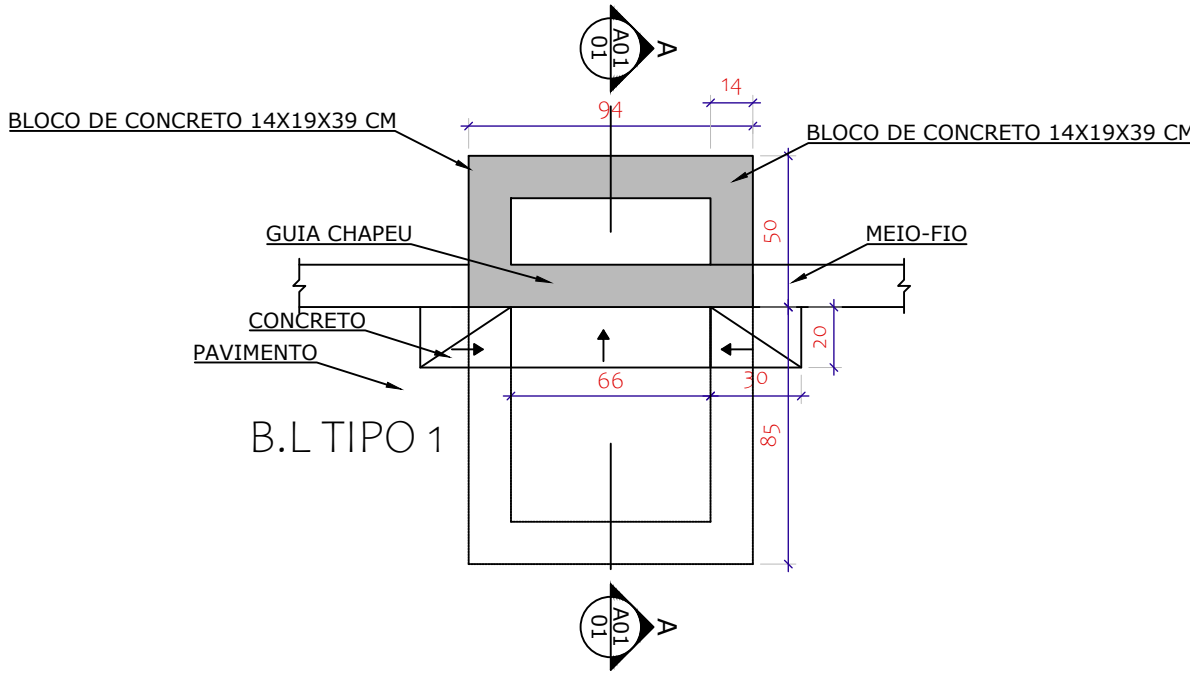 A01
01
A
14
94
BLOCO DE CONCRETO 14X19X39 CM
BLOCO DE CONCRETO 14X19X39 CM
50
GUIA CHAPEU
MEIO-FIO
CONCRETO
20
PAVIMENTO
66
30
B.L TIPO 1
85
A01
01
A